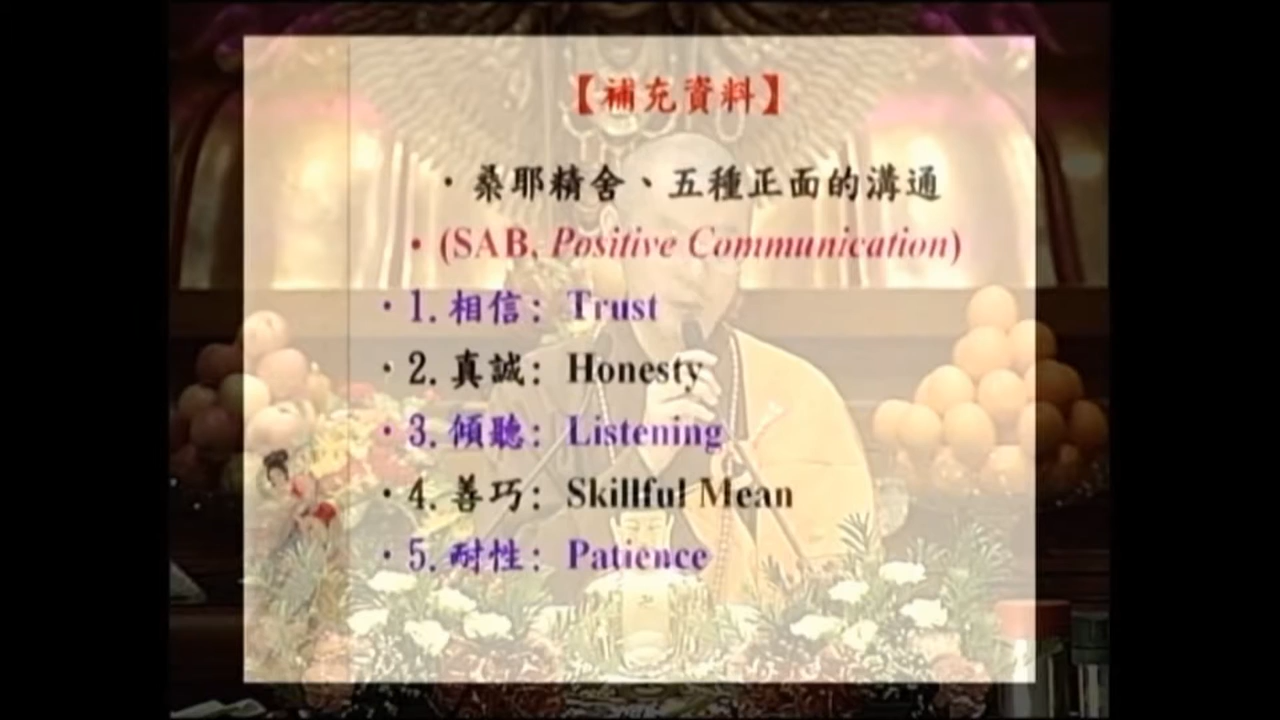 【補充資料】
• 桑耶精舍、五種正面的溝通
• (SAB, Positive Communication)
• 1. 相信: Trust
• 2. 真誠: Honesty
• 3. 傾聽: Listening
• 4. 善巧: Skillful Mean
• 5. 耐性: Patience